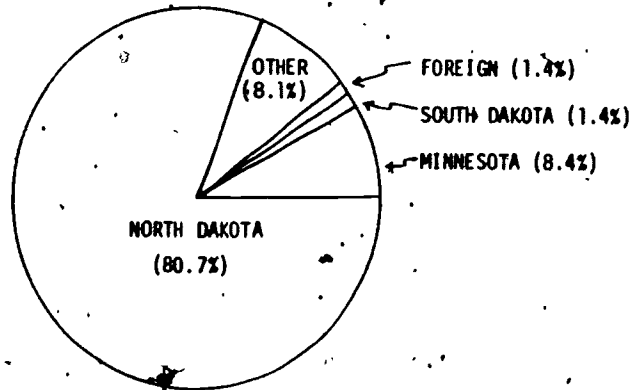 OTHER
(8.1%)
FOREIGN (1.4%)
SOUTH DAKOTA (1.4%)
MINNESOTA (8.4%)
NORTH DAKOTA
(80.7%)